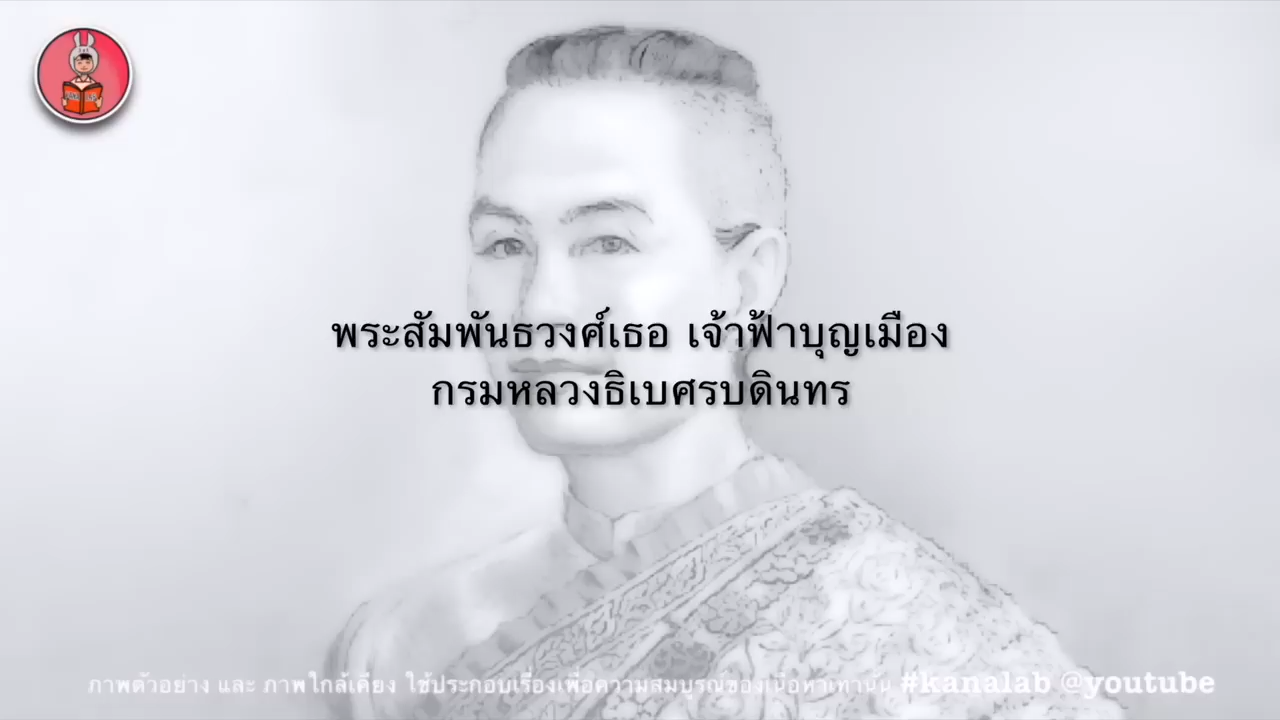 พระสัมพันธวงศ์เธอ เจ้าฟ้าบุญเมือง
กรมหลวงธิเบศรบดินทร
ภาพตัวอย่าง และ ภาพใกล้เคียง ใช้ประกอบเรื่องเพื่อความสมบูรณ์ของเนื้อหาเท่านั้น #kanalab @youtube